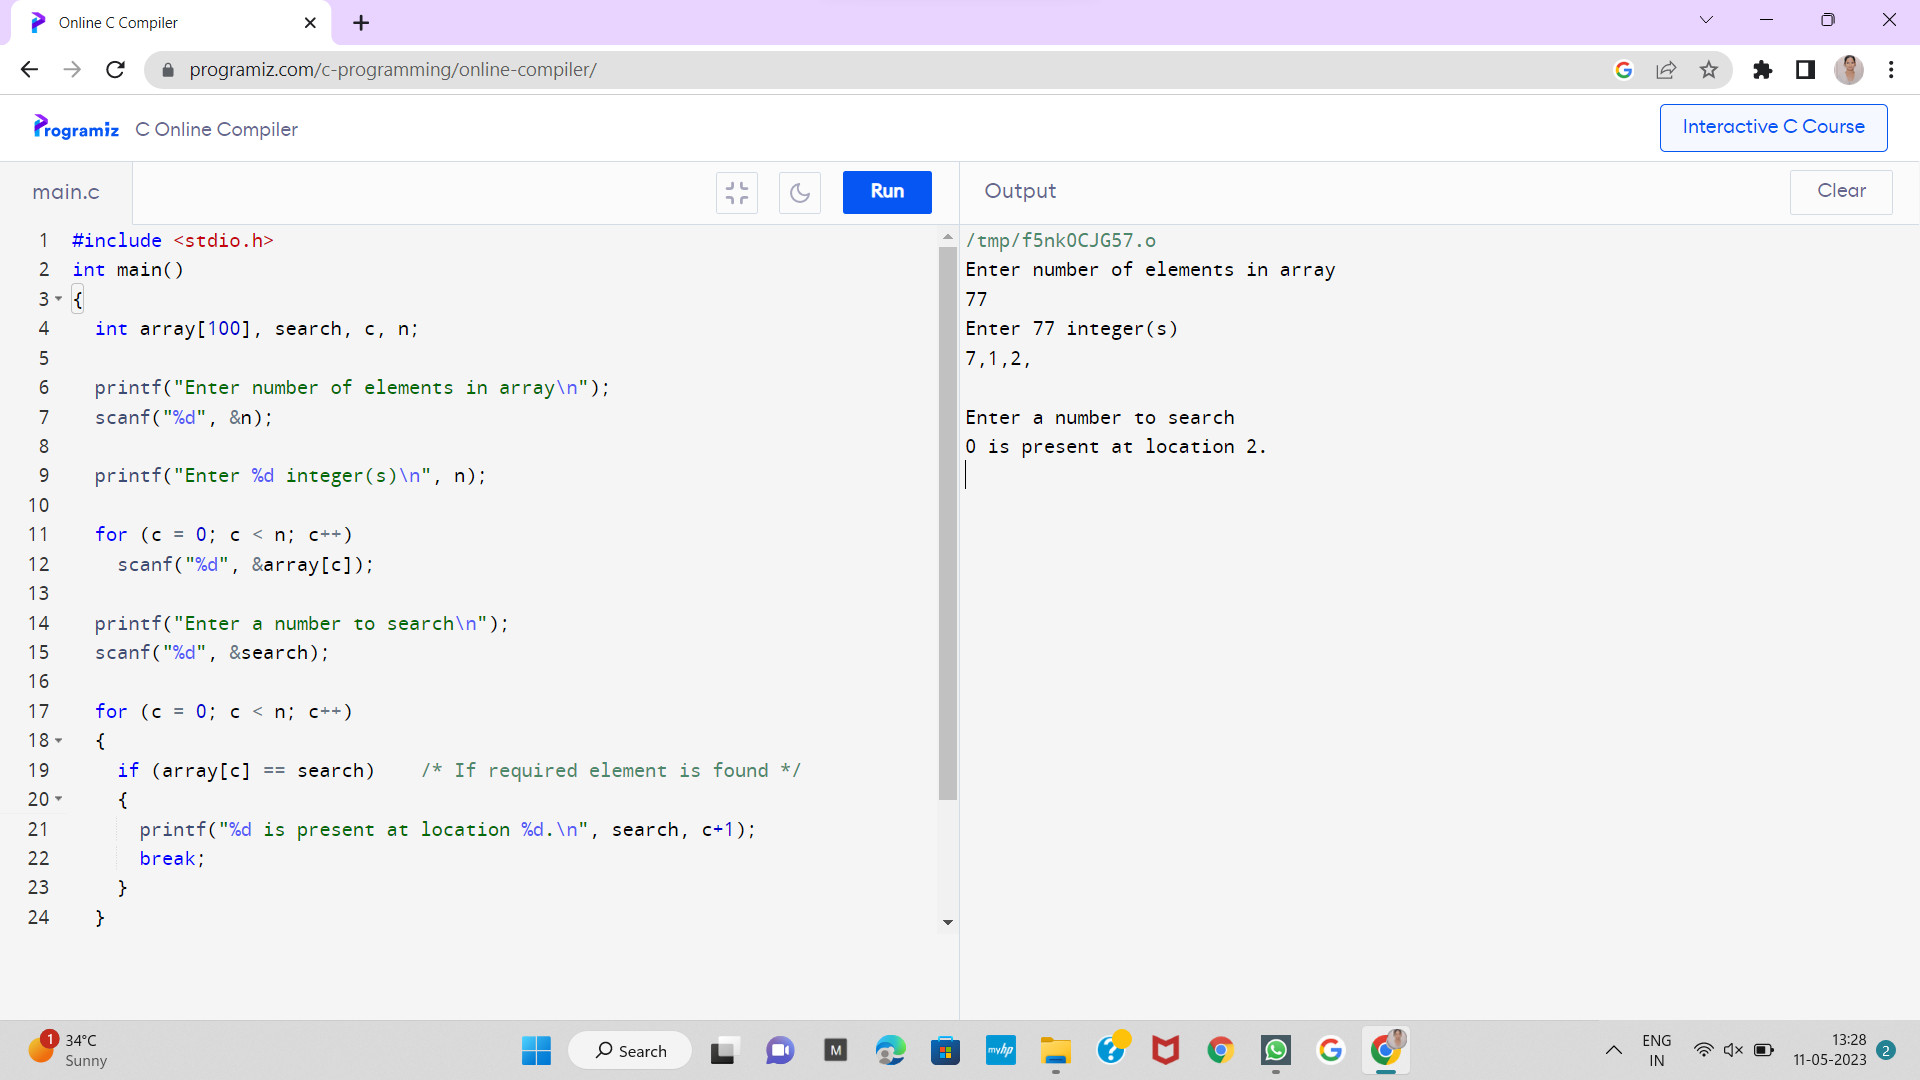 Online C Compiler
programiz.com/c-programming/online-compiler/
Programiz C Online Compiler
Interactive C Course
main.c
Run
1 #include <stdio.h>
2 int main()
3 {
4 int array[100], search, c, n;
5
6 printf("Enter number of elements in array\n");
7 scanf("%d", &n);
8
9 printf("Enter %d integer(s)\n", n);
10
11 for (c = 0; c < n; c++)
12 scanf("%d", &array[c]);
13
14 printf("Enter a number to search\n");
15 scanf("%d", &search);
16
17 for (c = 0; c < n; c++)
18 {
19 if (array[c] == search) /* If required element is found */
20 {
21 printf("%d is present at location %d.\n", search, c+1);
22 break;
23 }
24 }
Output
Clear
/tmp/f5nk0CJG57.o
Enter number of elements in array
77
Enter 77 integer(s)
7,1,2,
Enter a number to search
0 is present at location 2.
1
34°C
Sunny
Search
M
myhp
?
G
ENG
IN
13:28
11-05-2023
2